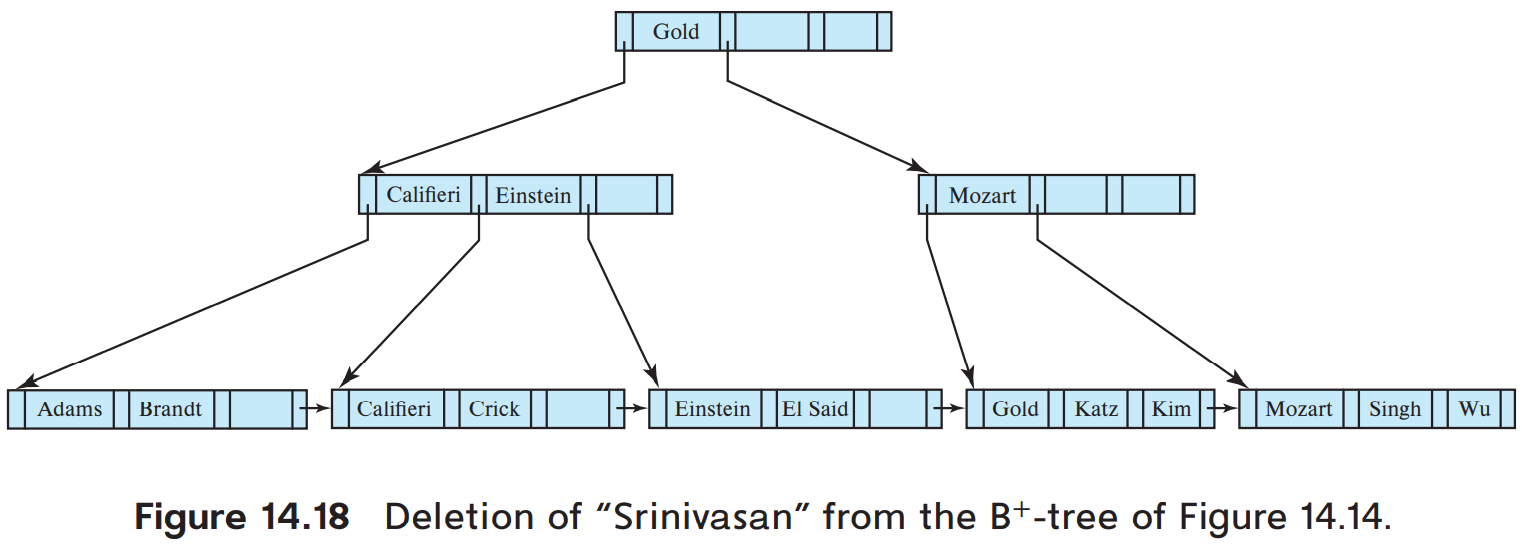 Gold
Califieri Einstein Mozart
Adams Brandt Califieri Crick Einstein El Said Gold Katz Kim Mozart Singh Wu
Figure 14.18 Deletion of “Srinivasan” from the B+-tree of Figure 14.14.